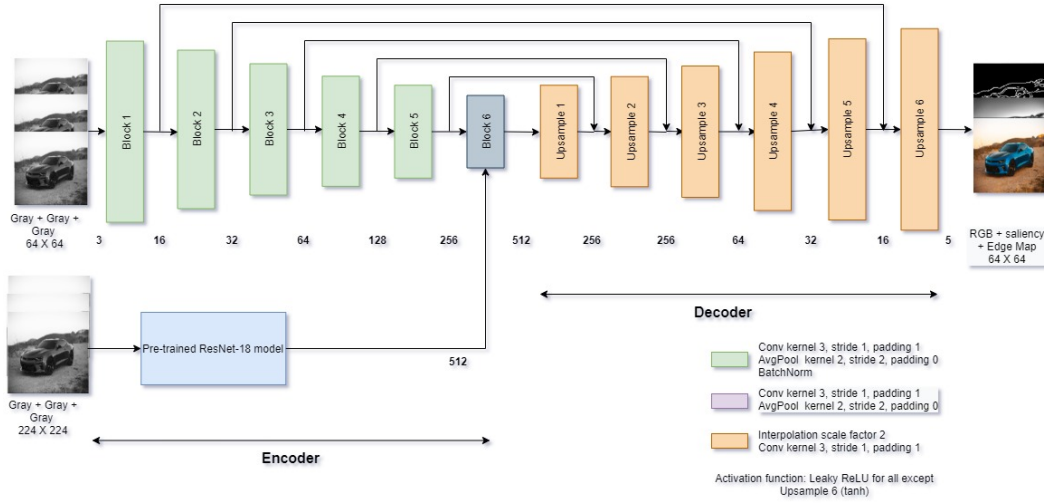 Block 1
Block 2
Block 3
Block 4
Block 5
Block 6
Upsample 1
Upsample 2
Upsample 3
Upsample 4
Upsample 5
Upsample 6
Gray + Gray +
Gray
64 X 64
3
16
32
64
128
256
512
256
256
64
32
16
5
RGB + saliency
+ Edge Map
64 X 64
Decoder
Pre-trained ResNet-18 model
512
Gray + Gray +
Gray
224 X 224
Encoder
Conv kernel 3, stride 1, padding 1
AvgPool kernel 2, stride 2, padding 0
BatchNorm
Conv kernel 3, stride 1, padding 1
AvgPool kernel 2, stride 2, padding 0
Interpolation scale factor 2
Conv kernel 3, stride 1, padding 1
Activation function: Leaky ReLU for all except
Upsample 6 (tanh)